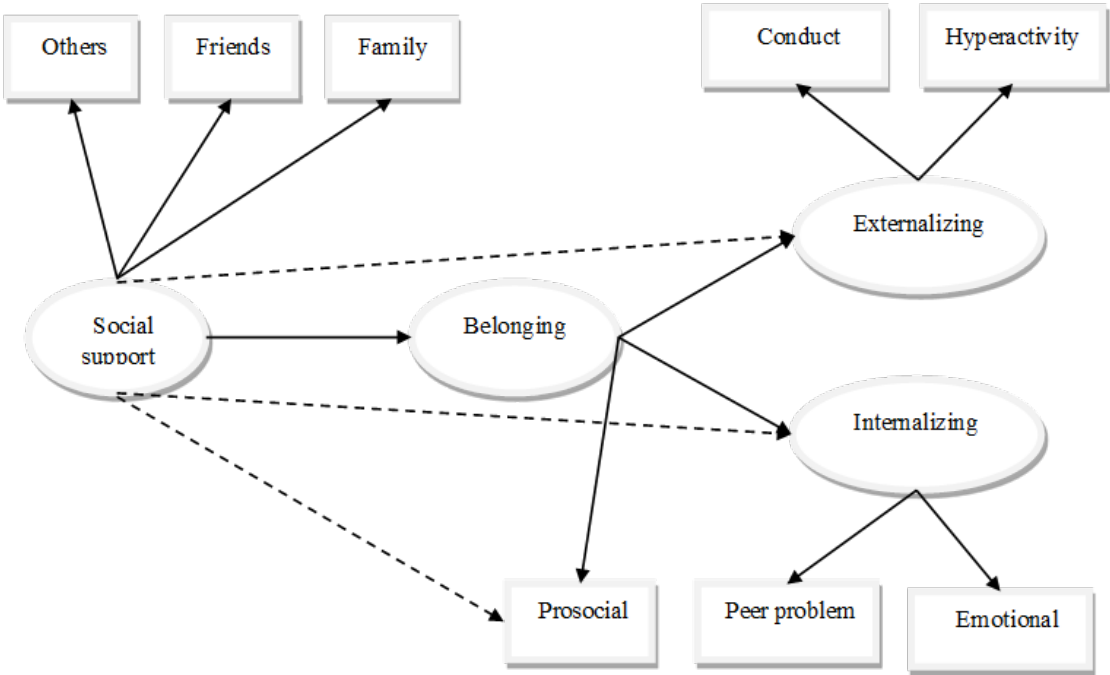 Others
Friends
Family
Conduct
Hyperactivity
Externalizing
Social
support
Belonging
Internalizing
Prosocial
Peer problem
Emotional